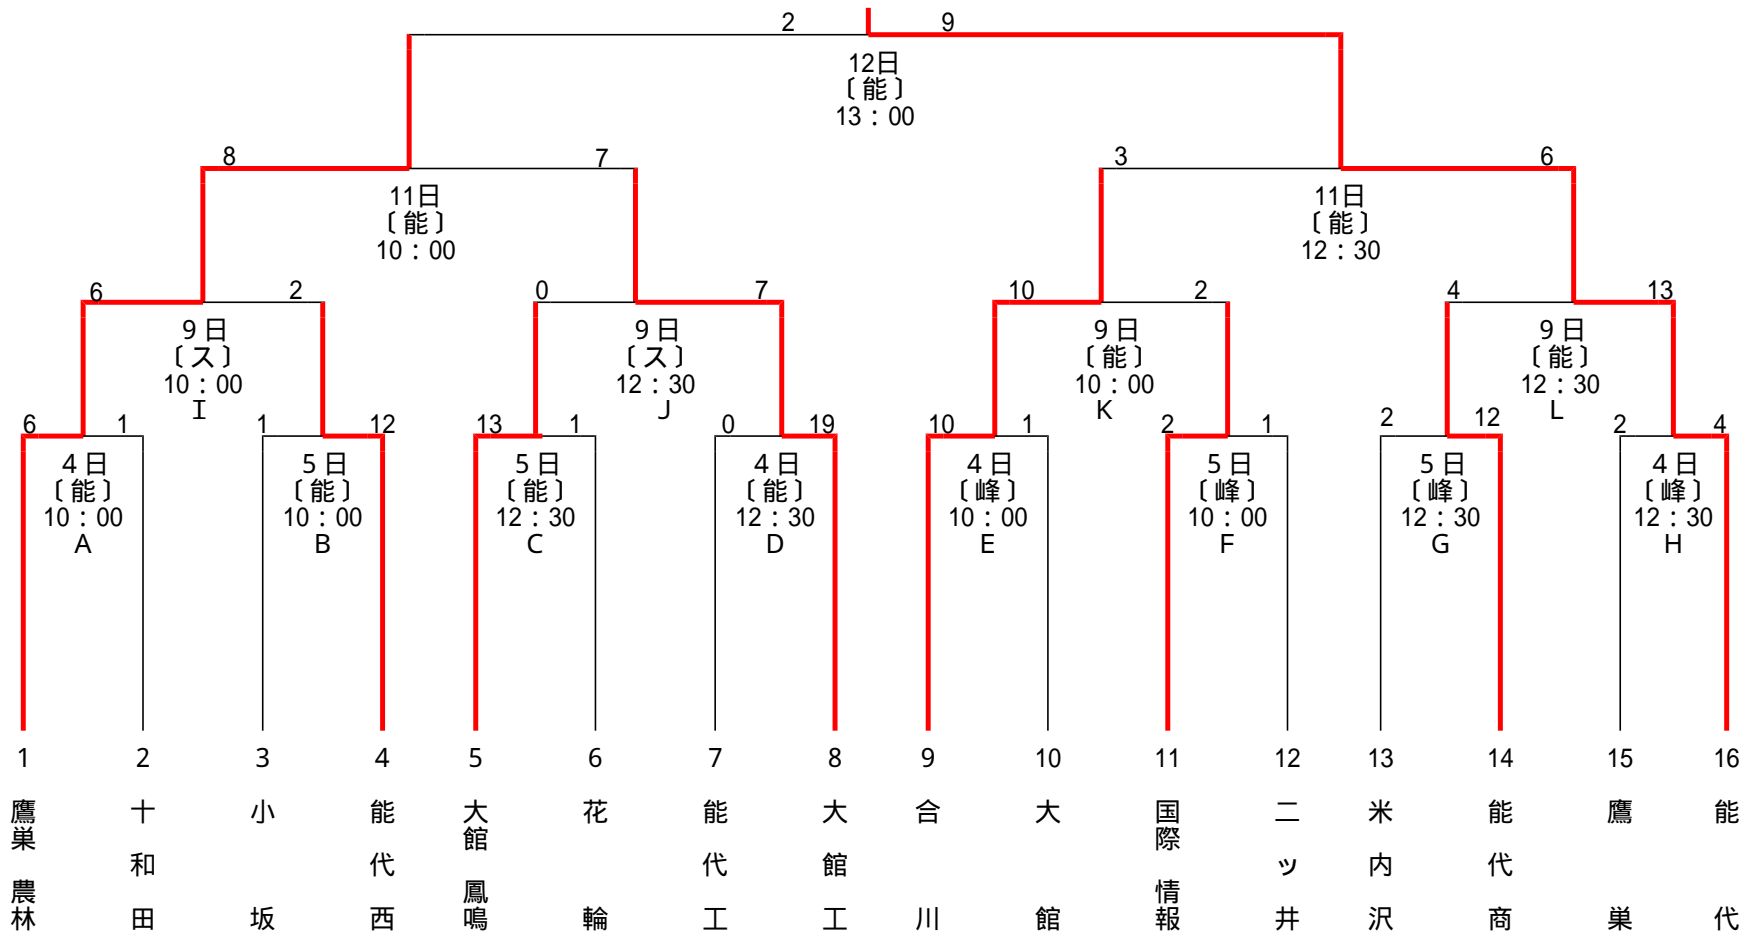 2 9
12日
〔能〕
13：00
8 7 3 6
11日 11日
〔能〕 〔能〕
10：00 12：30
6 2 0 7 10 2 4 13
9日 9日 9日 9日
〔ス〕 〔ス〕 〔能〕 〔能〕
10：00 12：30 10：00 12：30
I J K L
6 1 1 12 13 1 0 19 10 1 2 1 2 12 2 4
4日 5日 5日 4日 4日 5日 5日 4日
〔能〕 〔能〕 〔能〕 〔能〕 〔峰〕 〔峰〕 〔峰〕 〔峰〕
10：00 10：00 12：30 12：30 10：00 10：00 12：30 12：30
A B C D E F G H
1 2 3 4 5 6 7 8 9 10 11 12 13 14 15 16
鷹巣農林
十和田
小坂
能代西
大館鳳鳴
花輪
能代工
大館工
合川
大館
国際情報
二ッ井
米内沢
能代商
鷹巣
能代